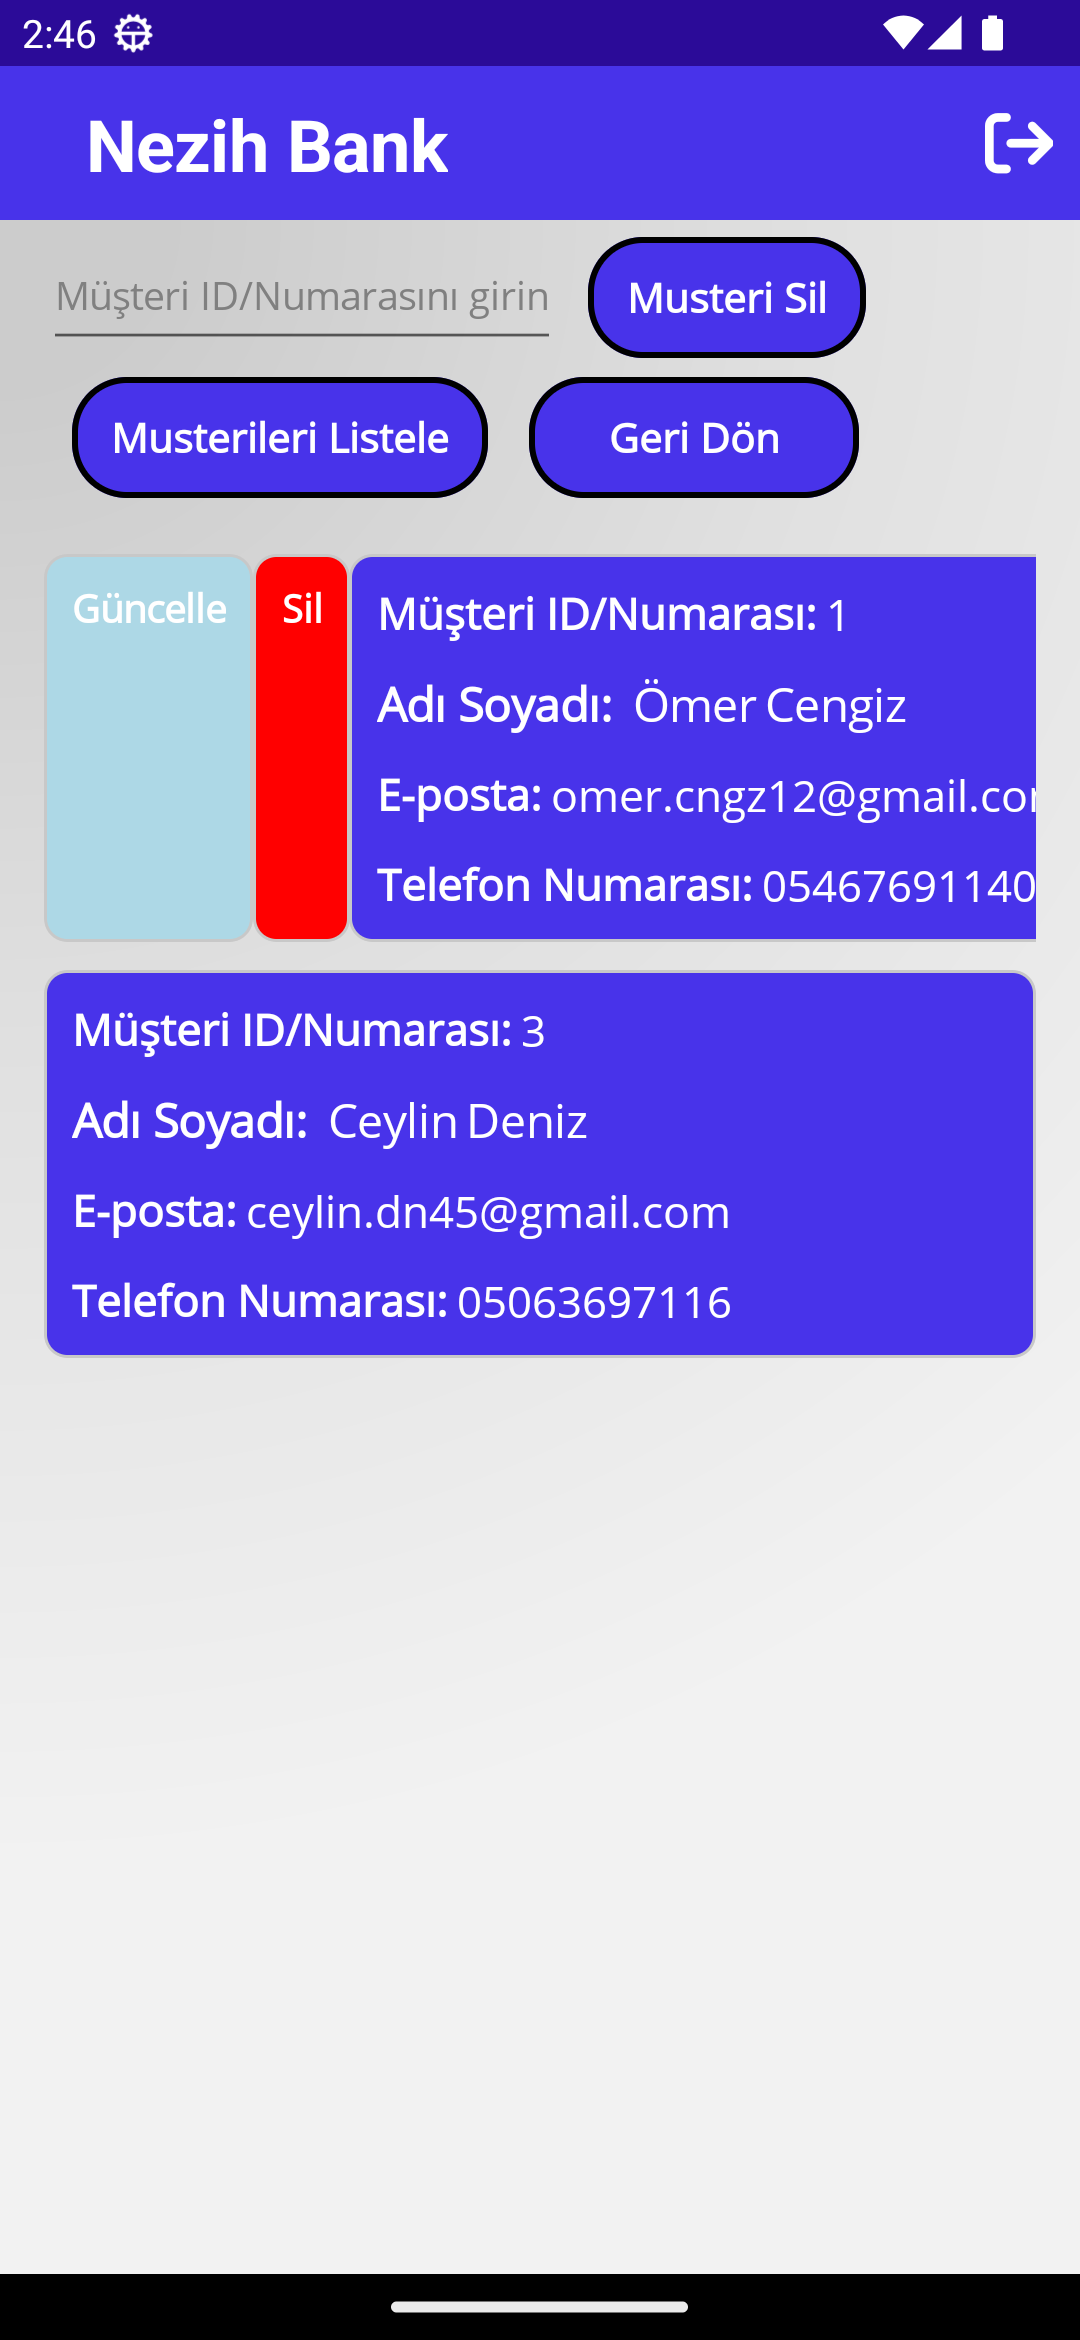 2:46
Nezih Bank
Müşteri ID/Numarasını girin
Musteri Sil
Musterileri Listele
Geri Dön
Güncelle
Sil
Müşteri ID/Numarası: 1
Adı Soyadı: Ömer Cengiz
E-posta: omer.cngz12@gmail.com
Telefon Numarası: 05467691140
Müşteri ID/Numarası: 3
Adı Soyadı: Ceylin Deniz
E-posta: ceylin.dn45@gmail.com
Telefon Numarası: 05063697116